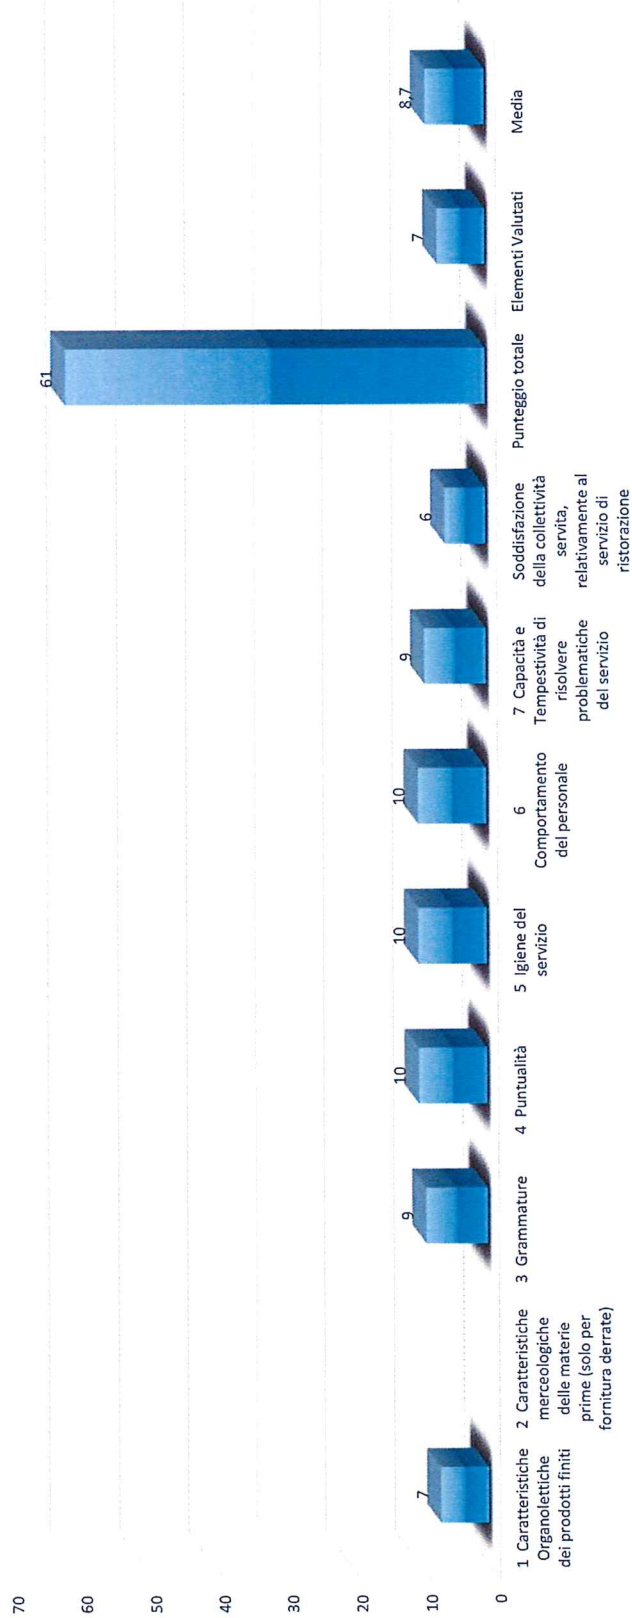 70
60
50
40
30
20
10
0
7
9
10
10
10
9
6
61
7
8,7
1 Caratteristiche
Organolettiche
dei prodotti finiti
2 Caratteristiche
merceologiche
delle materie
prime (solo per
fornitura derrate)
3 Grammature
4 Puntualità
5 Igiene del
servizio
6
Comportamento
del personale
7 Capacità e
Tempestività di
risolvere
problematiche
del servizio
Soddisfazione
della collettività
servita,
relativamente al
servizio di
ristorazione
Punteggio totale
Elementi Valutati
Media